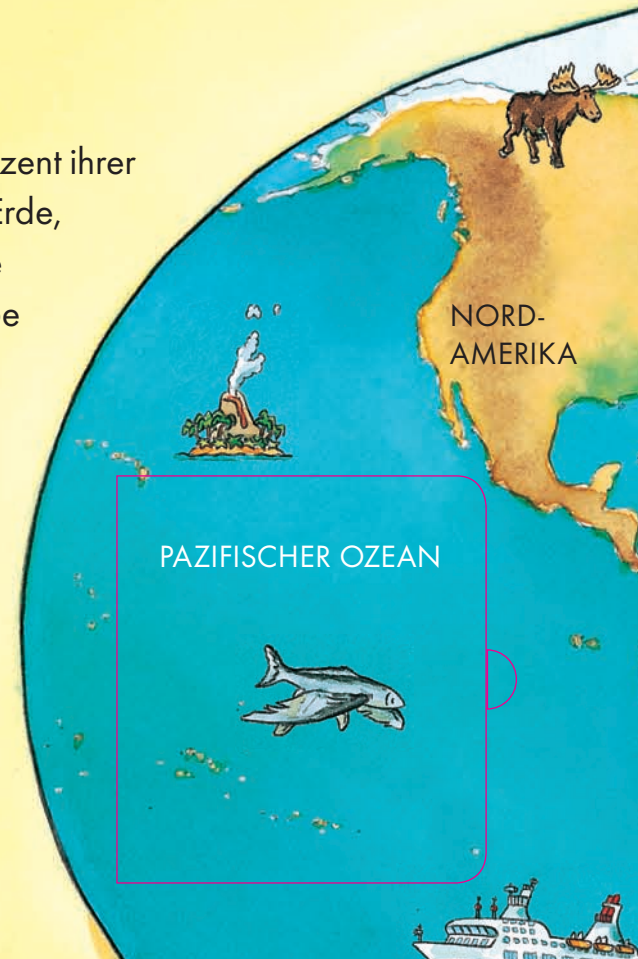 zent ihrer
Erde,
e
NORD-
AMERIKA
PAZIFISCHER OZEAN